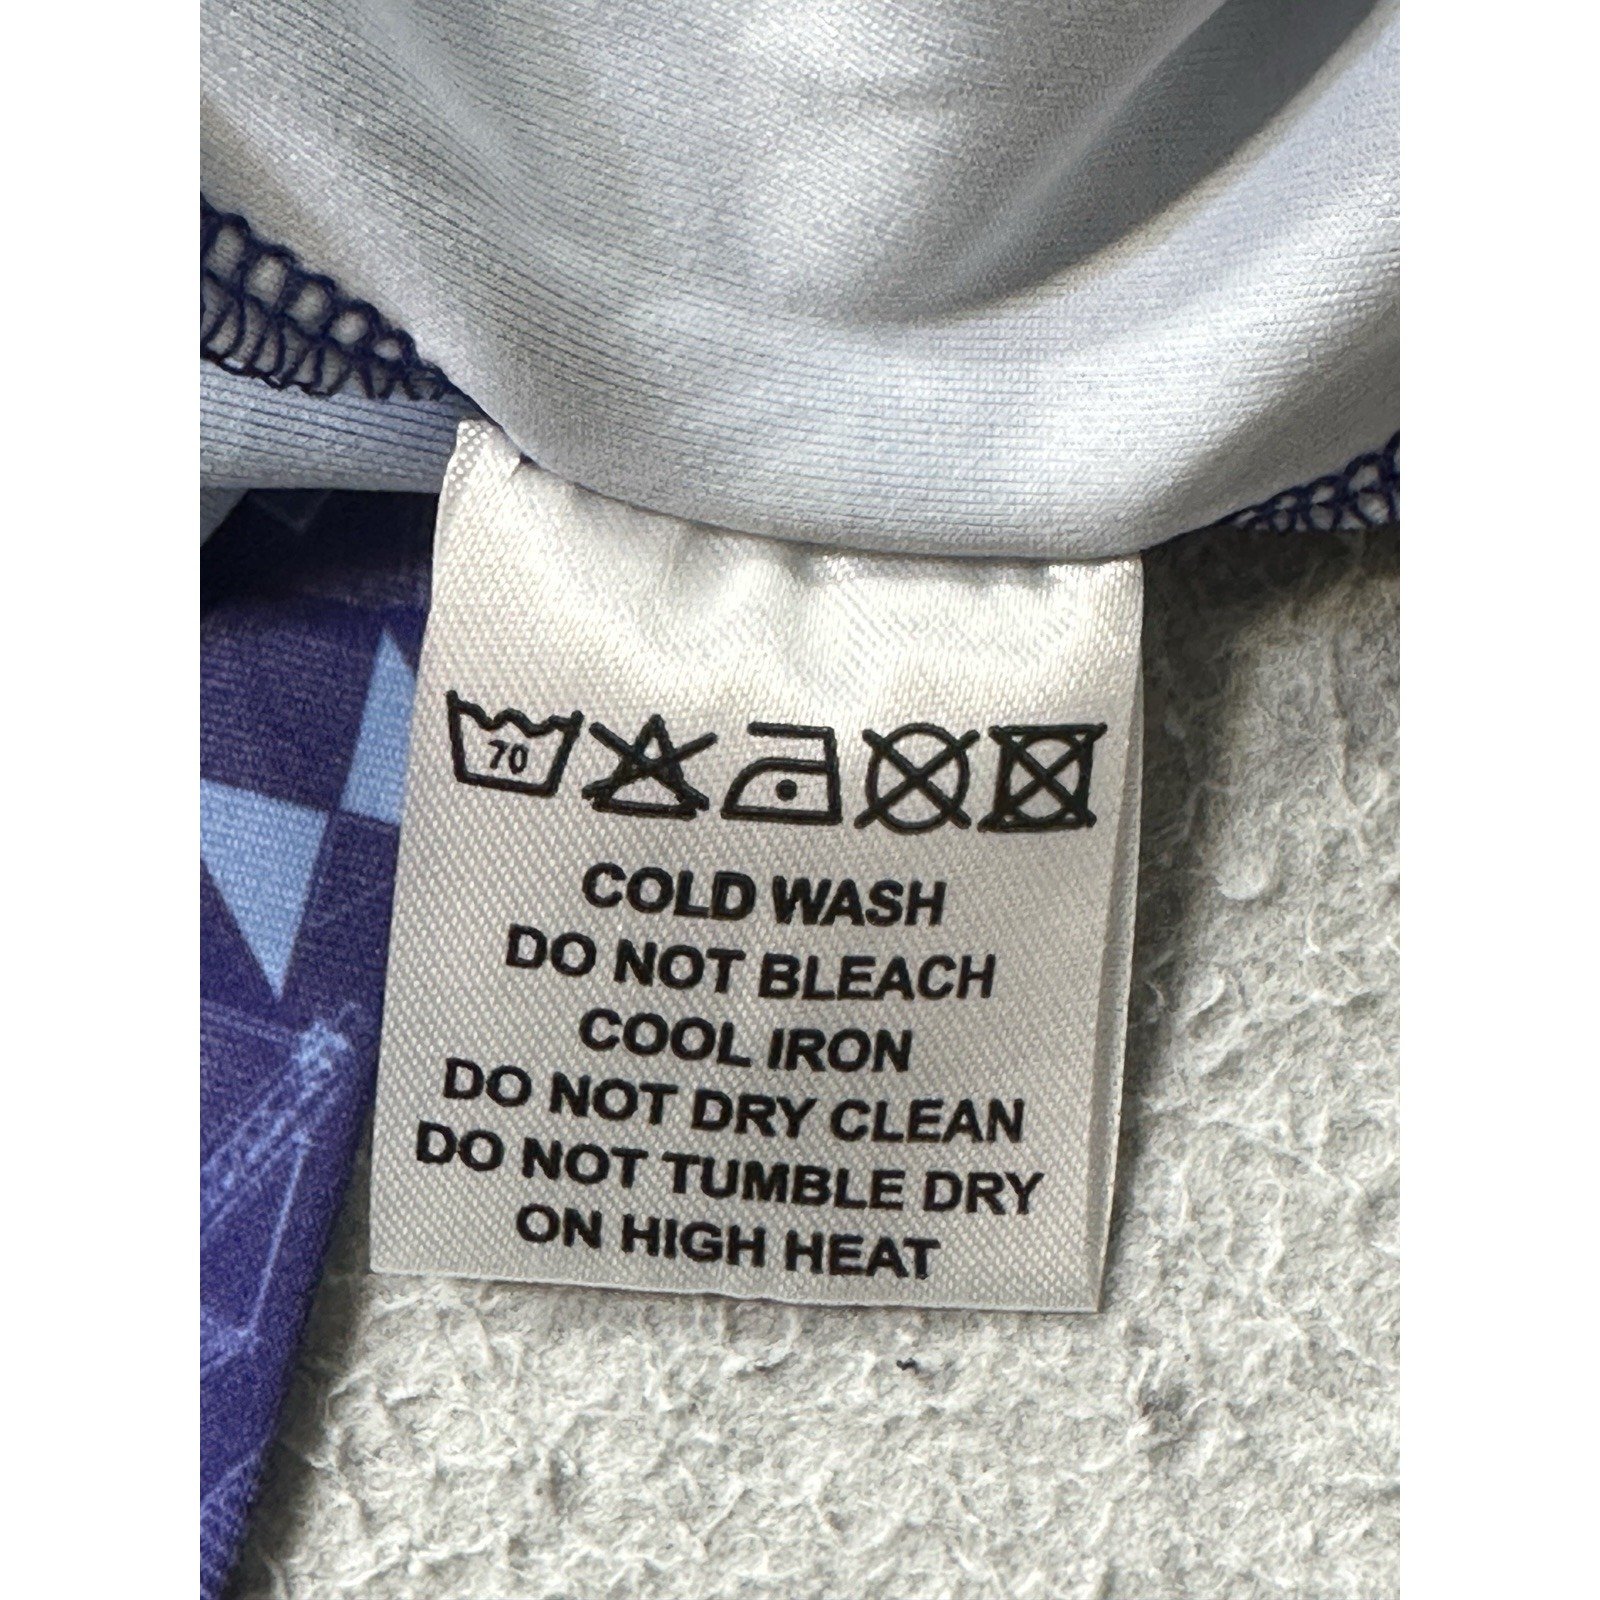 70
COLD WASH
DO NOT BLEACH
COOL IRON
DO NOT DRY CLEAN
DO NOT TUMBLE DRY
ON HIGH HEAT